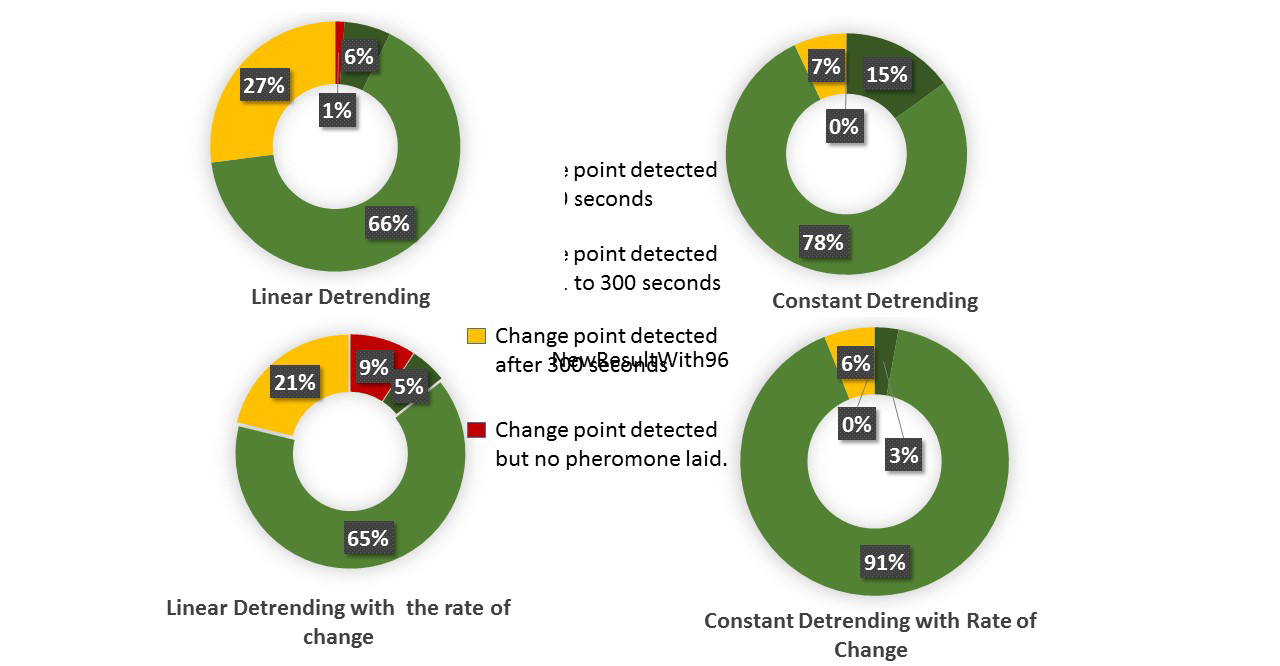 6%
27%
1%
66%
Linear Detrending
7%
15%
0%
78%
Constant Detrending
point detected
seconds
point detected
to 300 seconds
Change point detected
after 300 seconds
NewResultWith96
Change point detected
but no pheromone laid.
9%
21%
5%
65%
Linear Detrending with the rate of
change
6%
0%
3%
91%
Constant Detrending with Rate of
Change